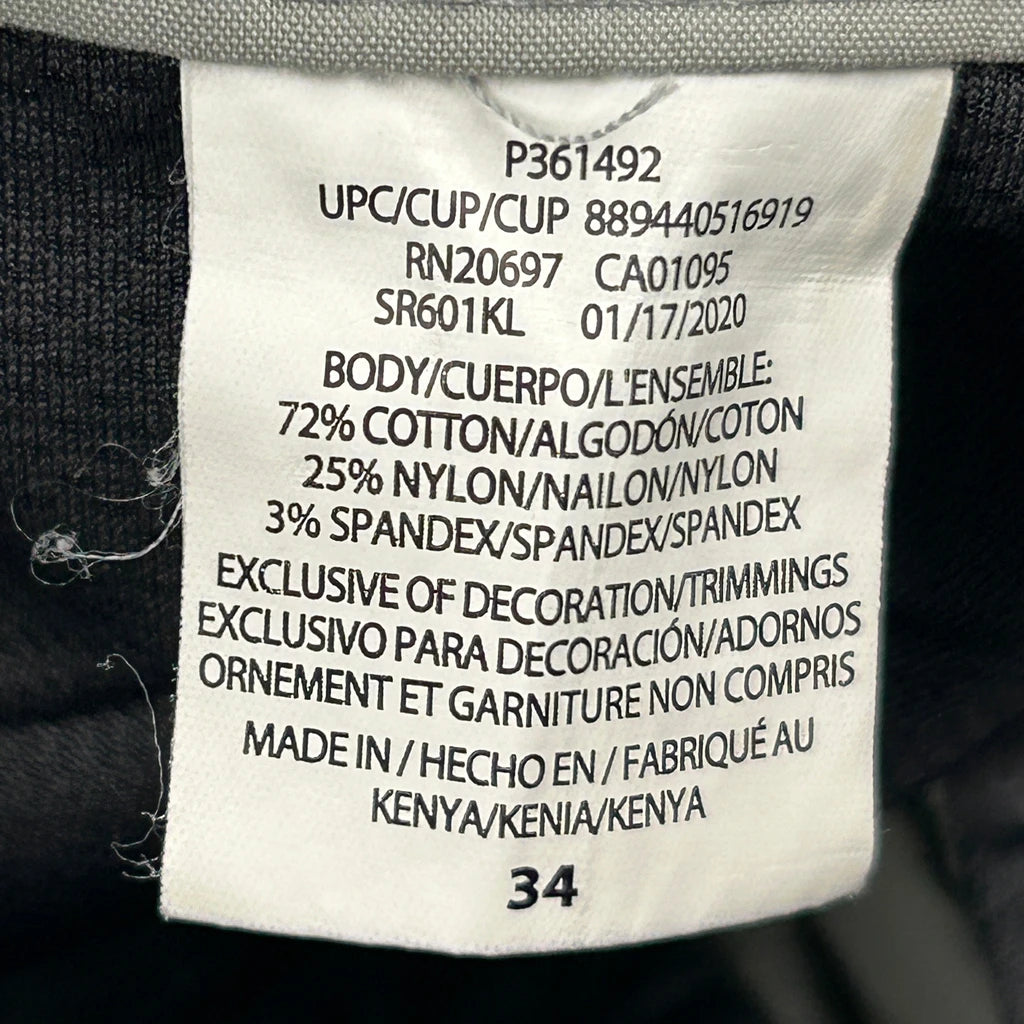 P361492
UPC/CUP/CUP 889440516919
RN20697 CA01095
SR601KL 01/17/2020
BODY/CUERPO/L'ENSEMBLE:
72% COTTON/ALGODÓN/COTON
25% NYLON/NAILON/NYLON
3% SPANDEX/SPANDEX/SPANDEX
EXCLUSIVE OF DECORATION/TRIMMINGS
EXCLUSIVO PARA DECORACIÓN/ADORNOS
ORNEMENT ET GARNITURE NON COMPRIS
MADE IN / HECHO EN / FABRIQUÉ AU
KENYA/KENIA/KENYA
34